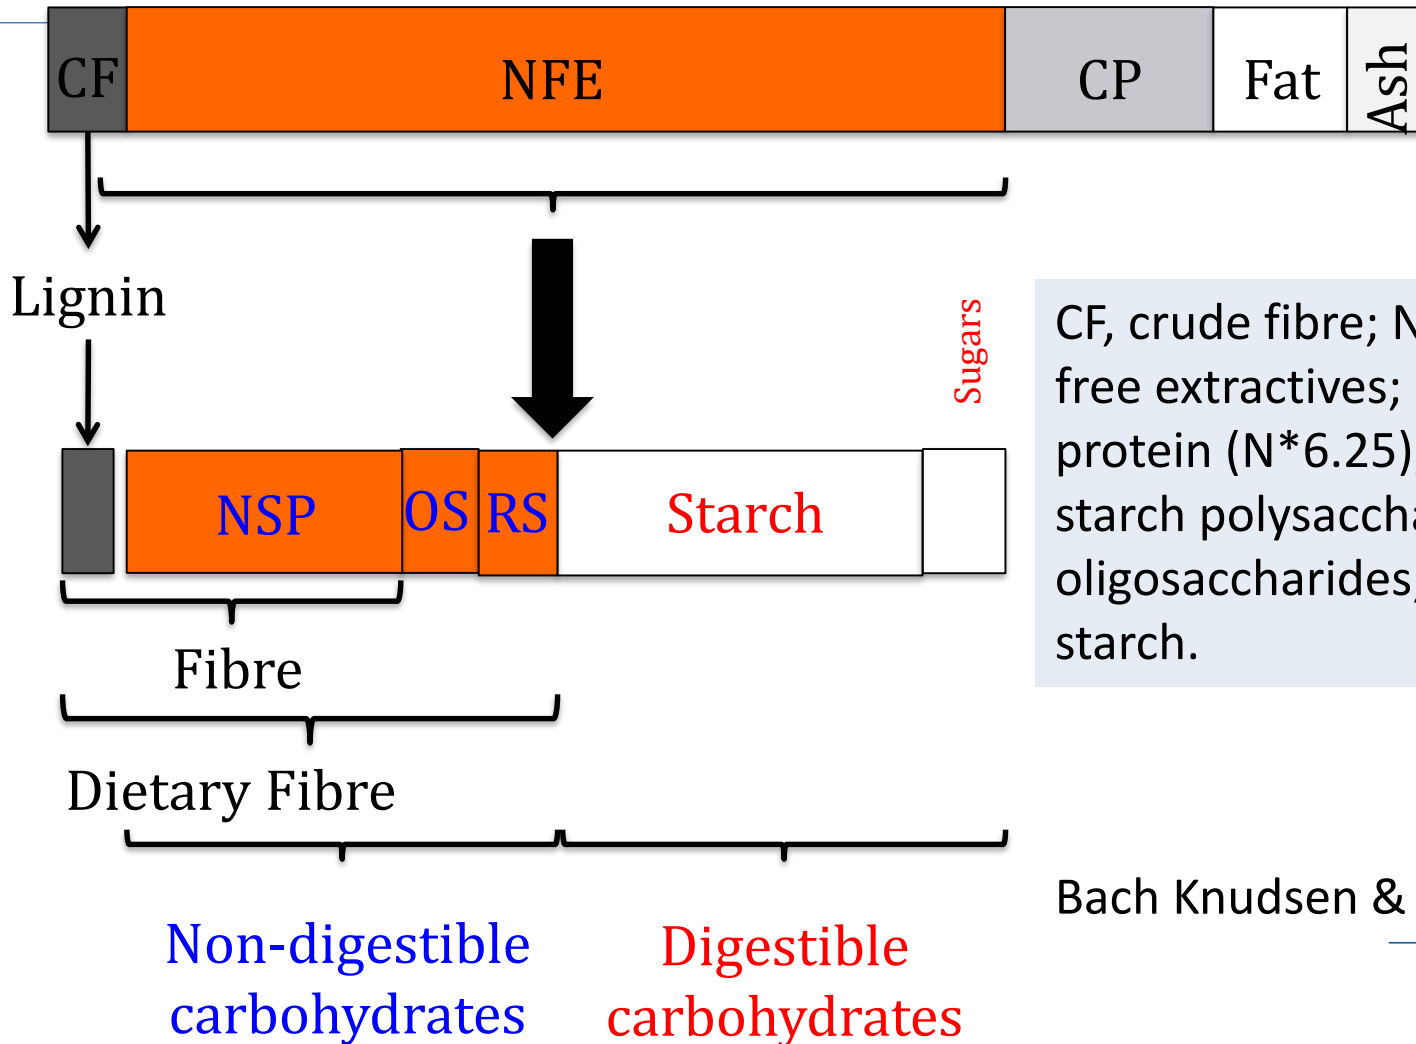 CF NFE CP Fat Ash
Lignin
Sugars
CF, crude fibre; N
free extractives;
protein (N*6.25)
starch polysaccha
oligosaccharides,
starch.
NSP OS RS Starch
Fibre
Dietary Fibre
Bach Knudsen &
Non-digestible
carbohydrates
Digestible
carbohydrates